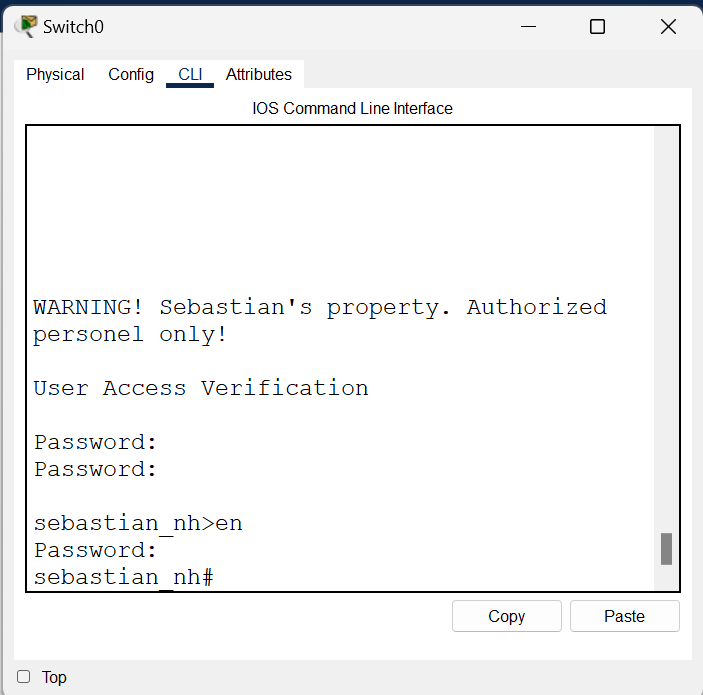 Switch0
Physical Config CLI Attributes
IOS Command Line Interface
WARNING! Sebastian's property. Authorized
personel only!
User Access Verification
Password:
Password:
sebastian_nh>en
Password:
sebastian_nh#
Copy Paste
Top